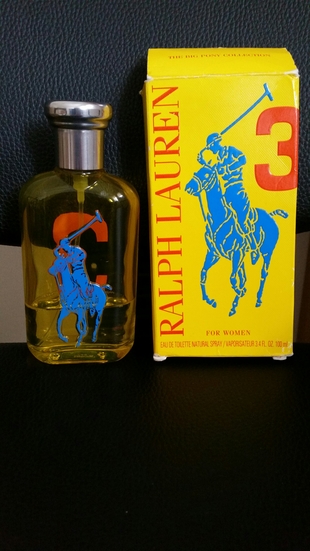 THE BIG PONY COLLECTION
RALPH LAUREN
3
FOR WOMEN
EAU DE TOILETTE NATURAL SPRAY / VAPORISATEUR 3.4 FL. OZ. 100 ml